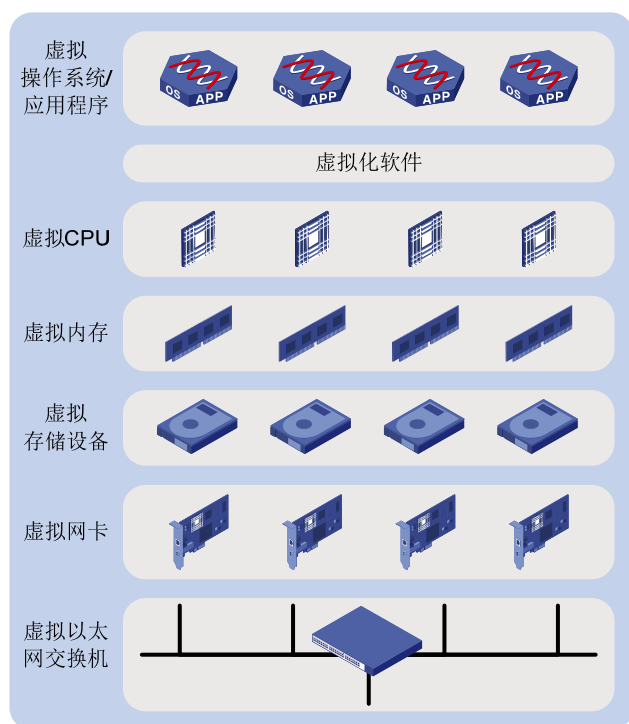 虚拟
操作系统/
应用程序
OS APP
OS APP
OS APP
OS APP
虚拟化软件
虚拟CPU
虚拟内存
虚拟
存储设备
虚拟网卡
虚拟以太
网交换机